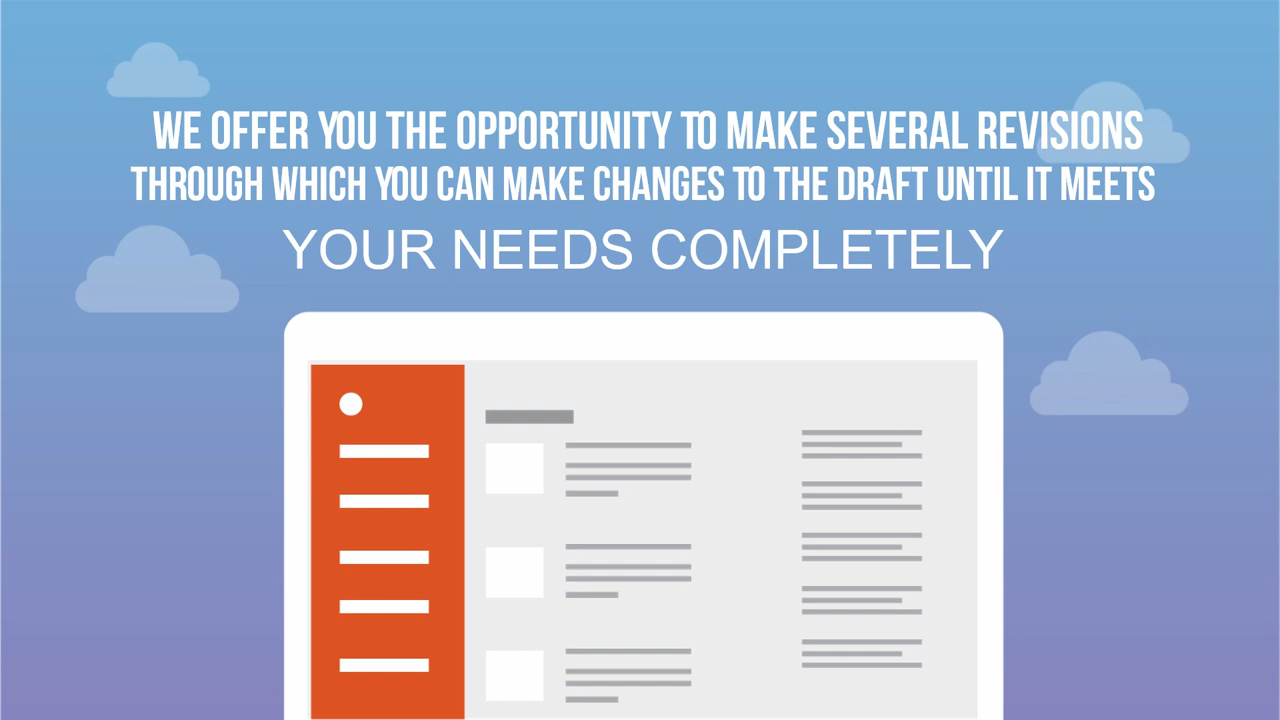 WE OFFER YOU THE OPPORTUNITY TO MAKE SEVERAL REVISIONS
THROUGH WHICH YOU CAN MAKE CHANGES TO THE DRAFT UNTIL IT MEETS
YOUR NEEDS COMPLETELY